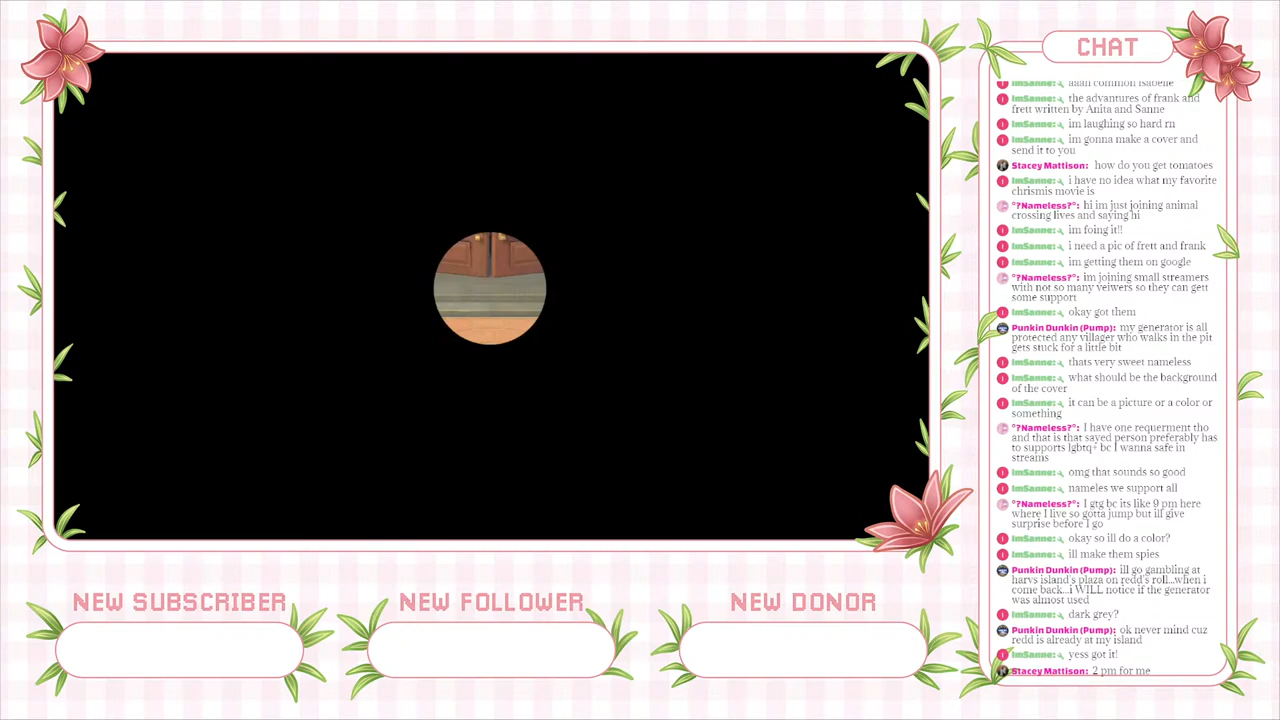 CHAT
ImSanne: aaah common isabelle
ImSanne: the advantures of frank and
frett written by Anita and Sanne
ImSanne: im laughing so hard rn
ImSanne: im gonna make a cover and
send it to you
Stacey Mattison: how do you get tomatoes
ImSanne: i have no idea what my favorite
chrismis movie is
°?Nameless?°: hi im just joining animal
crossing lives and saying hi
ImSanne: im foing it!!
ImSanne: i need a pic of frett and frank
ImSanne: im getting them on google
°?Nameless?°: im joining small streamers
with not so many veiwers so they can gett
some support
ImSanne: okay got them
Punkin Dunkin (Pump): my generator is all
protected any villager who walks in the pit
gets stuck for a little bit
ImSanne: thats very sweet nameless
ImSanne: what should be the background
of the cover
ImSanne: it can be a picture or a color or
something
°?Nameless?°: I have one requerment tho
and that is that sayed person preferably has
to supports lgbtq+ bc I wanna safe in
streams
ImSanne: omg that sounds so good
ImSanne: nameles we support all
°?Nameless?°: I gtg bc its like 9 pm here
where I live so gotta jump but ill give
surprise before I go
ImSanne: okay so ill do a color?
ImSanne: ill make them spies
Punkin Dunkin (Pump): ill go gambling at
harvs island's plaza on redd's roll...when i
come back...i WILL notice if the generator
was almost used
ImSanne: dark grey?
Punkin Dunkin (Pump): ok never mind cuz
redd is already at my island
ImSanne: yess got it!
Stacey Mattison: 2 pm for me
NEW SUBSCRIBER
NEW FOLLOWER
NEW DONOR